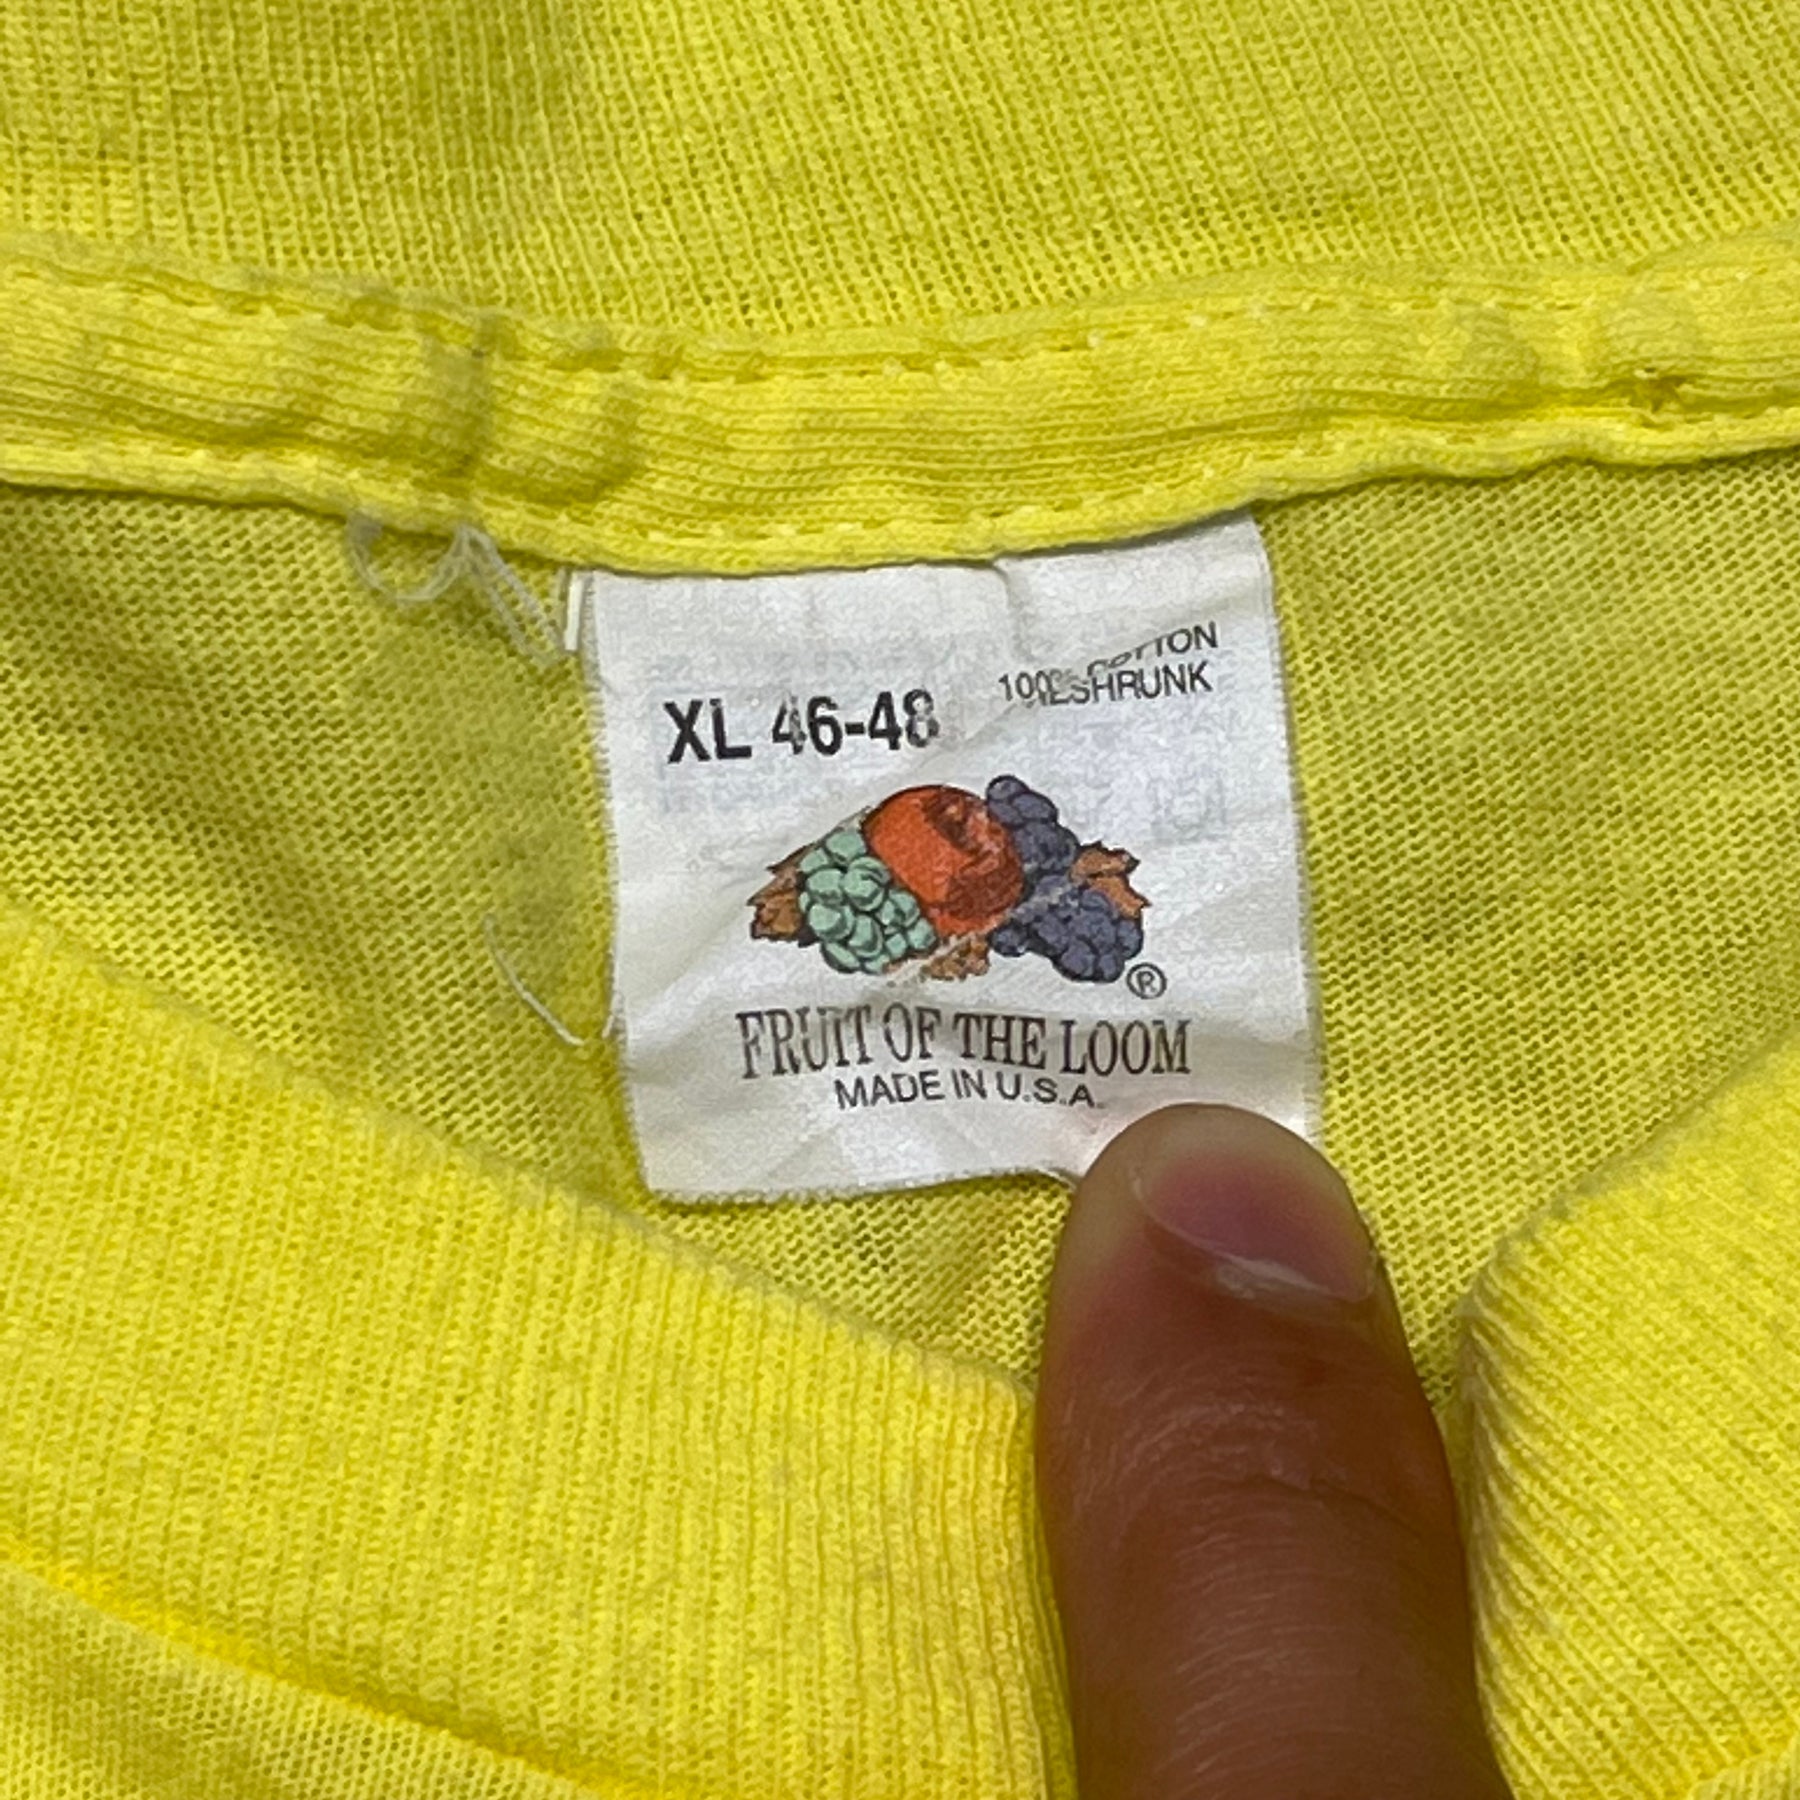 100% COTTON
PRESHRUNK
XL 46-48
®
FRUIT OF THE LOOM
MADE IN U.S.A.